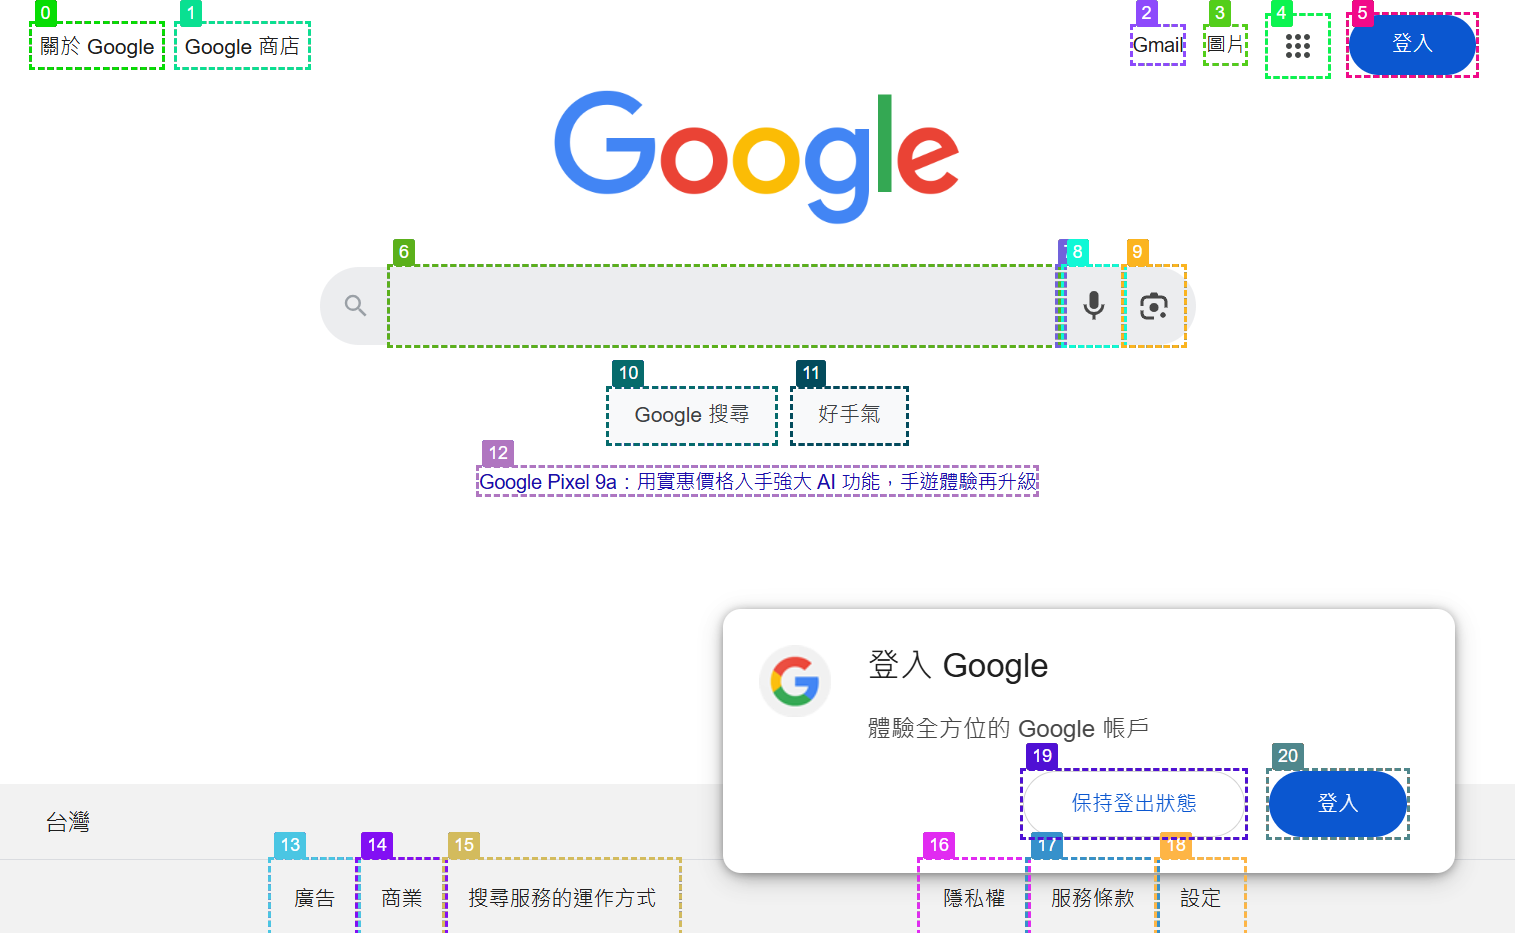 0
1
2
3
4
5
關於 Google
Google 商店
Gmail
圖片
登入
Google
6
8
9
10
11
Google 搜尋
好手氣
12
Google Pixel 9a：用實惠價格入手強大 AI 功能，手遊體驗再升級
登入 Google
體驗全方位的 Google 帳戶
19
20
保持登出狀態
登入
台灣
13
14
15
16
17
18
廣告
商業
搜尋服務的運作方式
隱私權
服務條款
設定